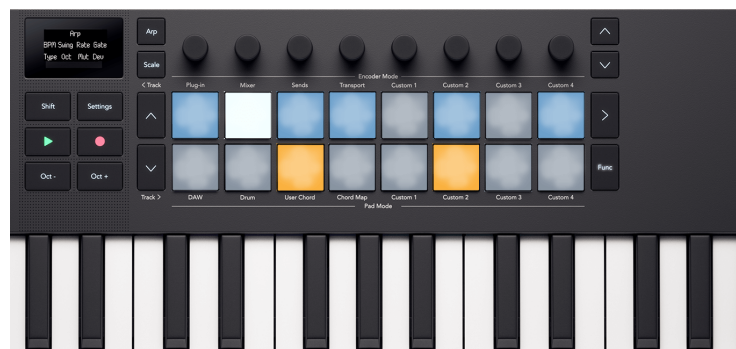 Arp
BPM Swing Rate Gate
Type Oct Mut Dev
Arp
Scale
< Track
Encoder Mode
Plug-in Mixer Sends Transport Custom 1 Custom 2 Custom 3 Custom 4
Shift Settings
Oct - Oct +
Func
Track >
DAW Drum User Chord Chord Map Custom 1 Custom 2 Custom 3 Custom 4
Pad Mode